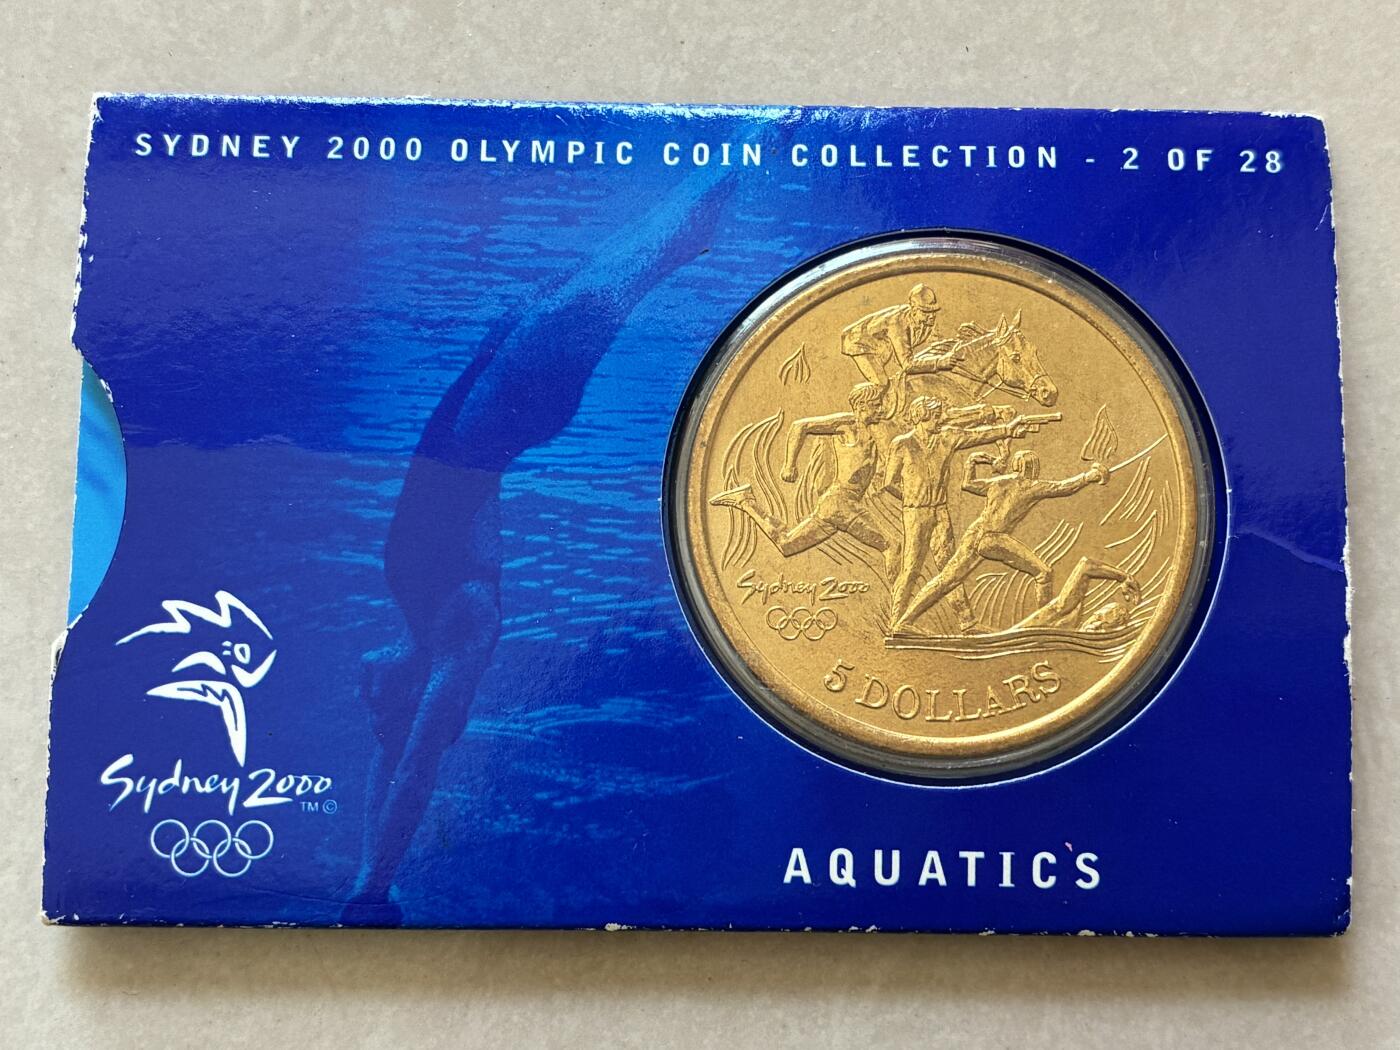 SYDNEY 2000 OLYMPIC COIN COLLECTION - 2 OF 28
Sydney 2000
5 DOLLARS
Sydney 2000
TM ©
AQUATICS